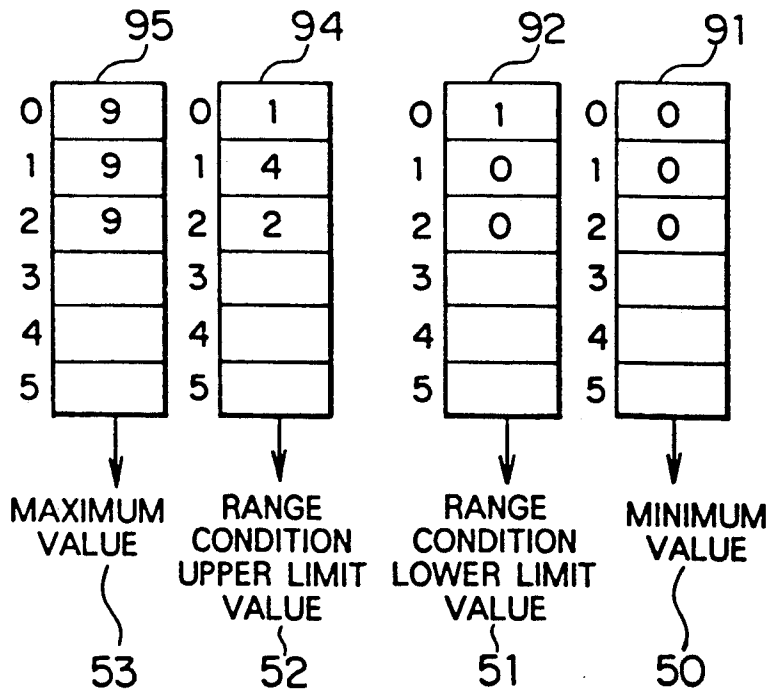 95 94 92 91
0 9 0 1 0 1 0 0
1 9 1 4 1 0 1 0
2 9 2 2 2 0 2 0
3 3 3 3
4 4 4 4
5 5 5 5
MAXIMUM
VALUE
RANGE
CONDITION
UPPER LIMIT
VALUE
RANGE
CONDITION
LOWER LIMIT
VALUE
MINIMUM
VALUE
53 52 51 50